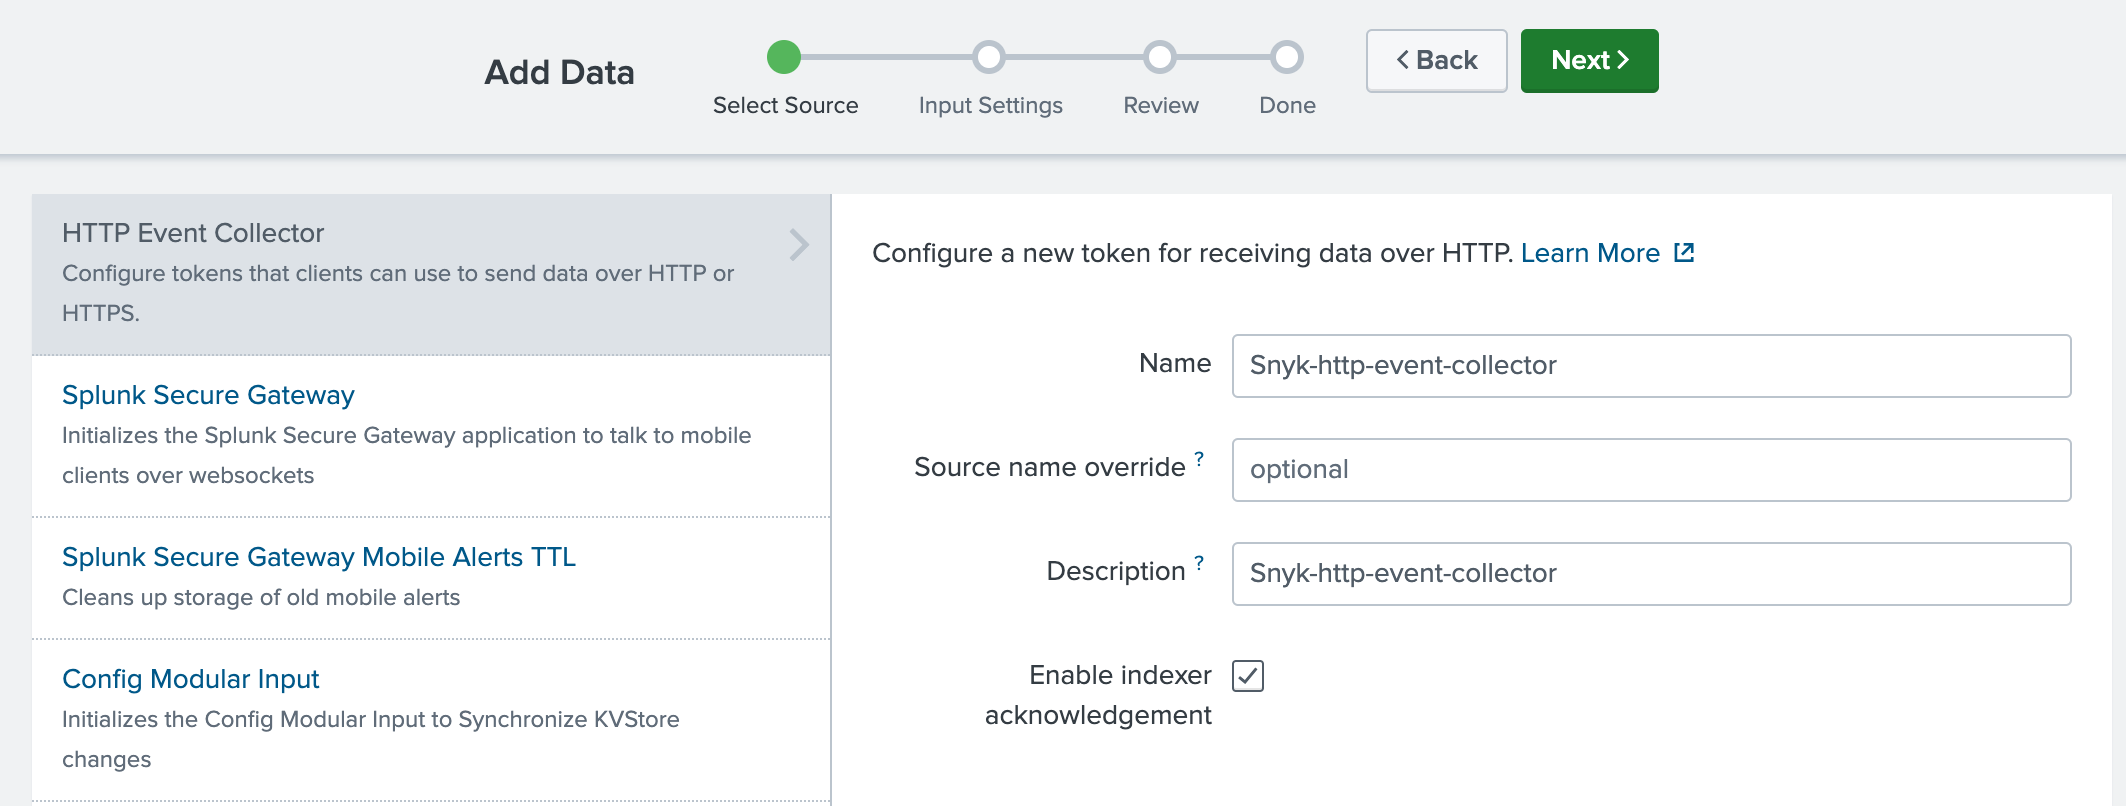 Add Data
Select Source
Input Settings
Review
Done
Back
Next
HTTP Event Collector
Configure tokens that clients can use to send data over HTTP or
HTTPS.
Splunk Secure Gateway
Initializes the Splunk Secure Gateway application to talk to mobile
clients over websockets
Splunk Secure Gateway Mobile Alerts TTL
Cleans up storage of old mobile alerts
Config Modular Input
Initializes the Config Modular Input to Synchronize KVStore
changes
Configure a new token for receiving data over HTTP. Learn More
Name
Snyk-http-event-collector
Source name override ?
optional
Description ?
Snyk-http-event-collector
Enable indexer
acknowledgement